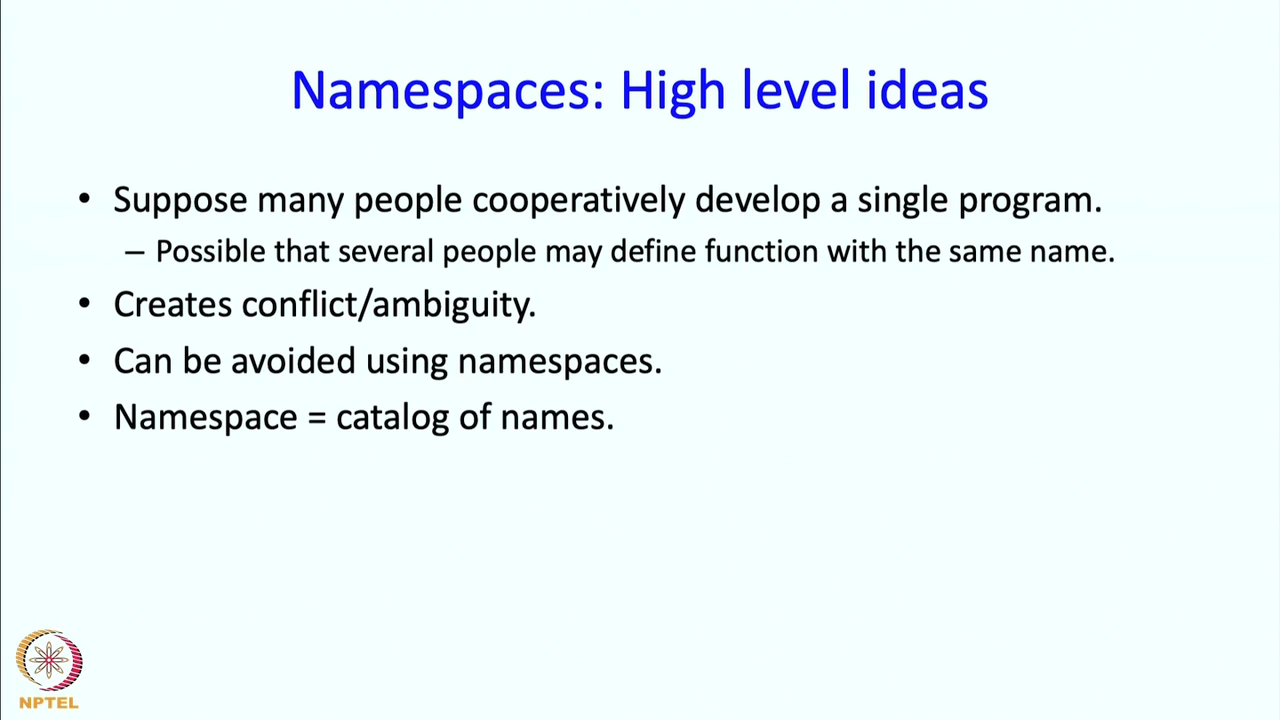 Namespaces: High level ideas
• Suppose many people cooperatively develop a single program.
– Possible that several people may define function with the same name.
• Creates conflict/ambiguity.
• Can be avoided using namespaces.
• Namespace = catalog of names.
NPTEL